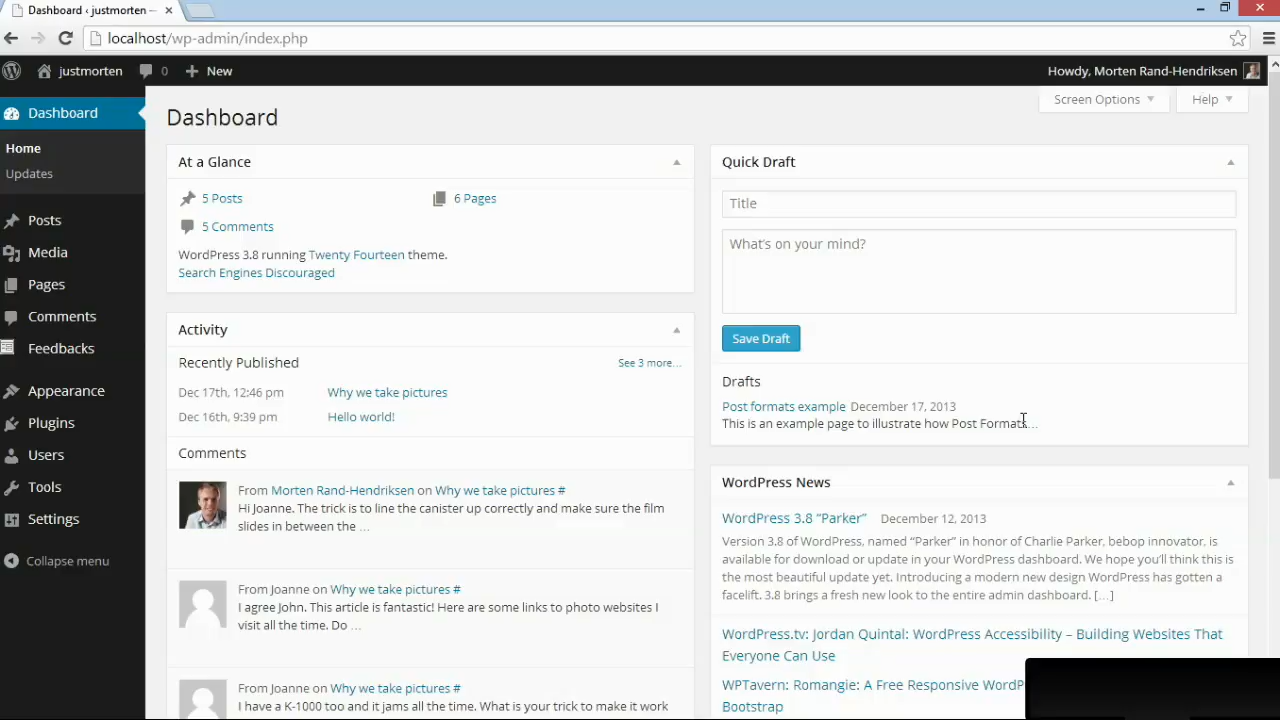 Dashboard ‹ justmorten —
localhost/wp-admin/index.php
justmorten 0 New
Howdy, Morten Rand-Hendriksen
Dashboard
Home
Updates
Posts
Media
Pages
Comments
Feedbacks
Appearance
Plugins
Users
Tools
Settings
Collapse menu
Screen Options
Help
Dashboard
At a Glance
5 Posts
6 Pages
5 Comments
WordPress 3.8 running Twenty Fourteen theme.
Search Engines Discouraged
Activity
Recently Published
See 3 more...
Dec 17th, 12:46 pm Why we take pictures
Dec 16th, 9:39 pm Hello world!
Comments
From Morten Rand-Hendriksen on Why we take pictures #
Hi Joanne. The trick is to line the canister up correctly and make sure the film
slides in between the …
From Joanne on Why we take pictures #
I agree John. This article is fantastic! Here are some links to photo websites I
visit all the time. Do …
From Joanne on Why we take pictures #
I have a K-1000 too and it jams all the time. What is your trick to make it work
Quick Draft
Title
What's on your mind?
Save Draft
Drafts
Post formats example December 17, 2013
This is an example page to illustrate how Post Formats…
WordPress News
WordPress 3.8 “Parker” December 12, 2013
Version 3.8 of WordPress, named “Parker” in honor of Charlie Parker, bebop innovator, is
available for download or update in your WordPress dashboard. We hope you'll think this is
the most beautiful update yet. Introducing a modern new design WordPress has gotten a
facelift. 3.8 brings a fresh new look to the entire admin dashboard. […]
WordPress.tv: Jordan Quintal: WordPress Accessibility – Building Websites That
Everyone Can Use
WPTavern: Romangie: A Free Responsive WordP
Bootstrap